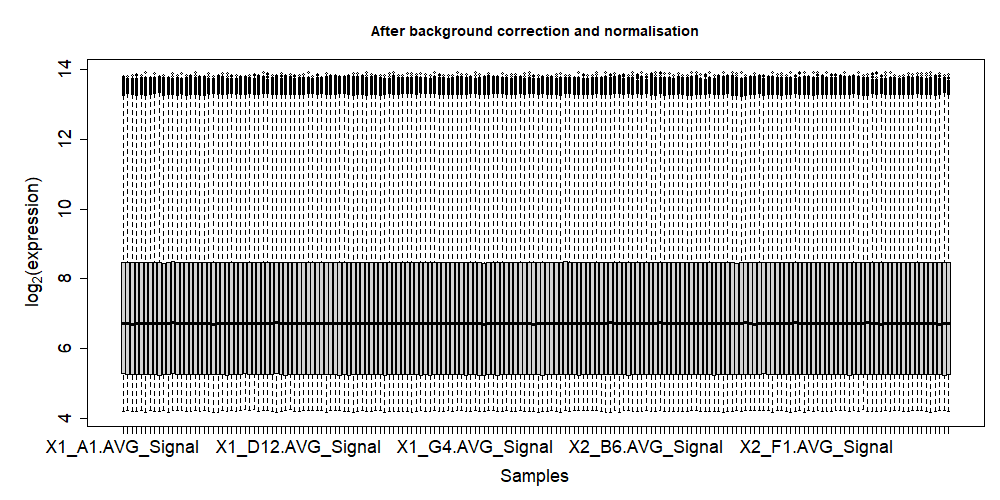 After background correction and normalisation
14
12
10
8
6
4
log2(expression)
X1_A1.AVG_Signal X1_D12.AVG_Signal X1_G4.AVG_Signal X2_B6.AVG_Signal X2_F1.AVG_Signal
Samples